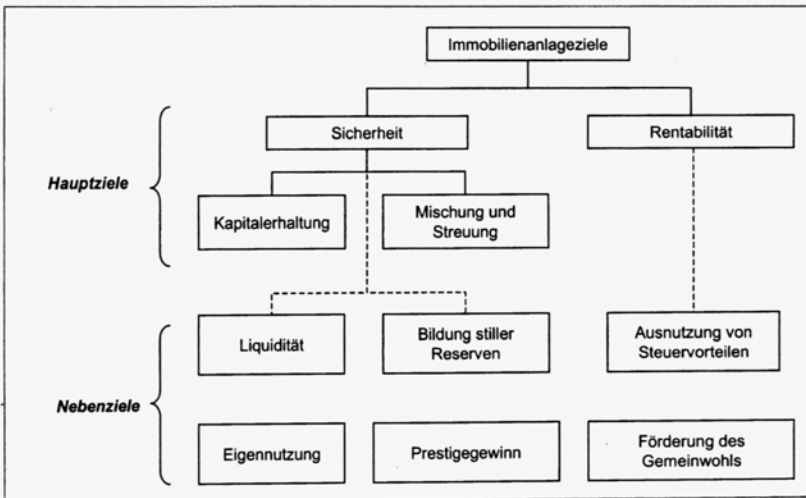 Immobilienanlageziele
Sicherheit
Rentabilität
Hauptziele
Kapitalerhaltung
Mischung und
Streuung
Liquidität
Bildung stiller
Reserven
Ausnutzung von
Steuervorteilen
Nebenziele
Eigennutzung
Prestigegewinn
Förderung des
Gemeinwohls